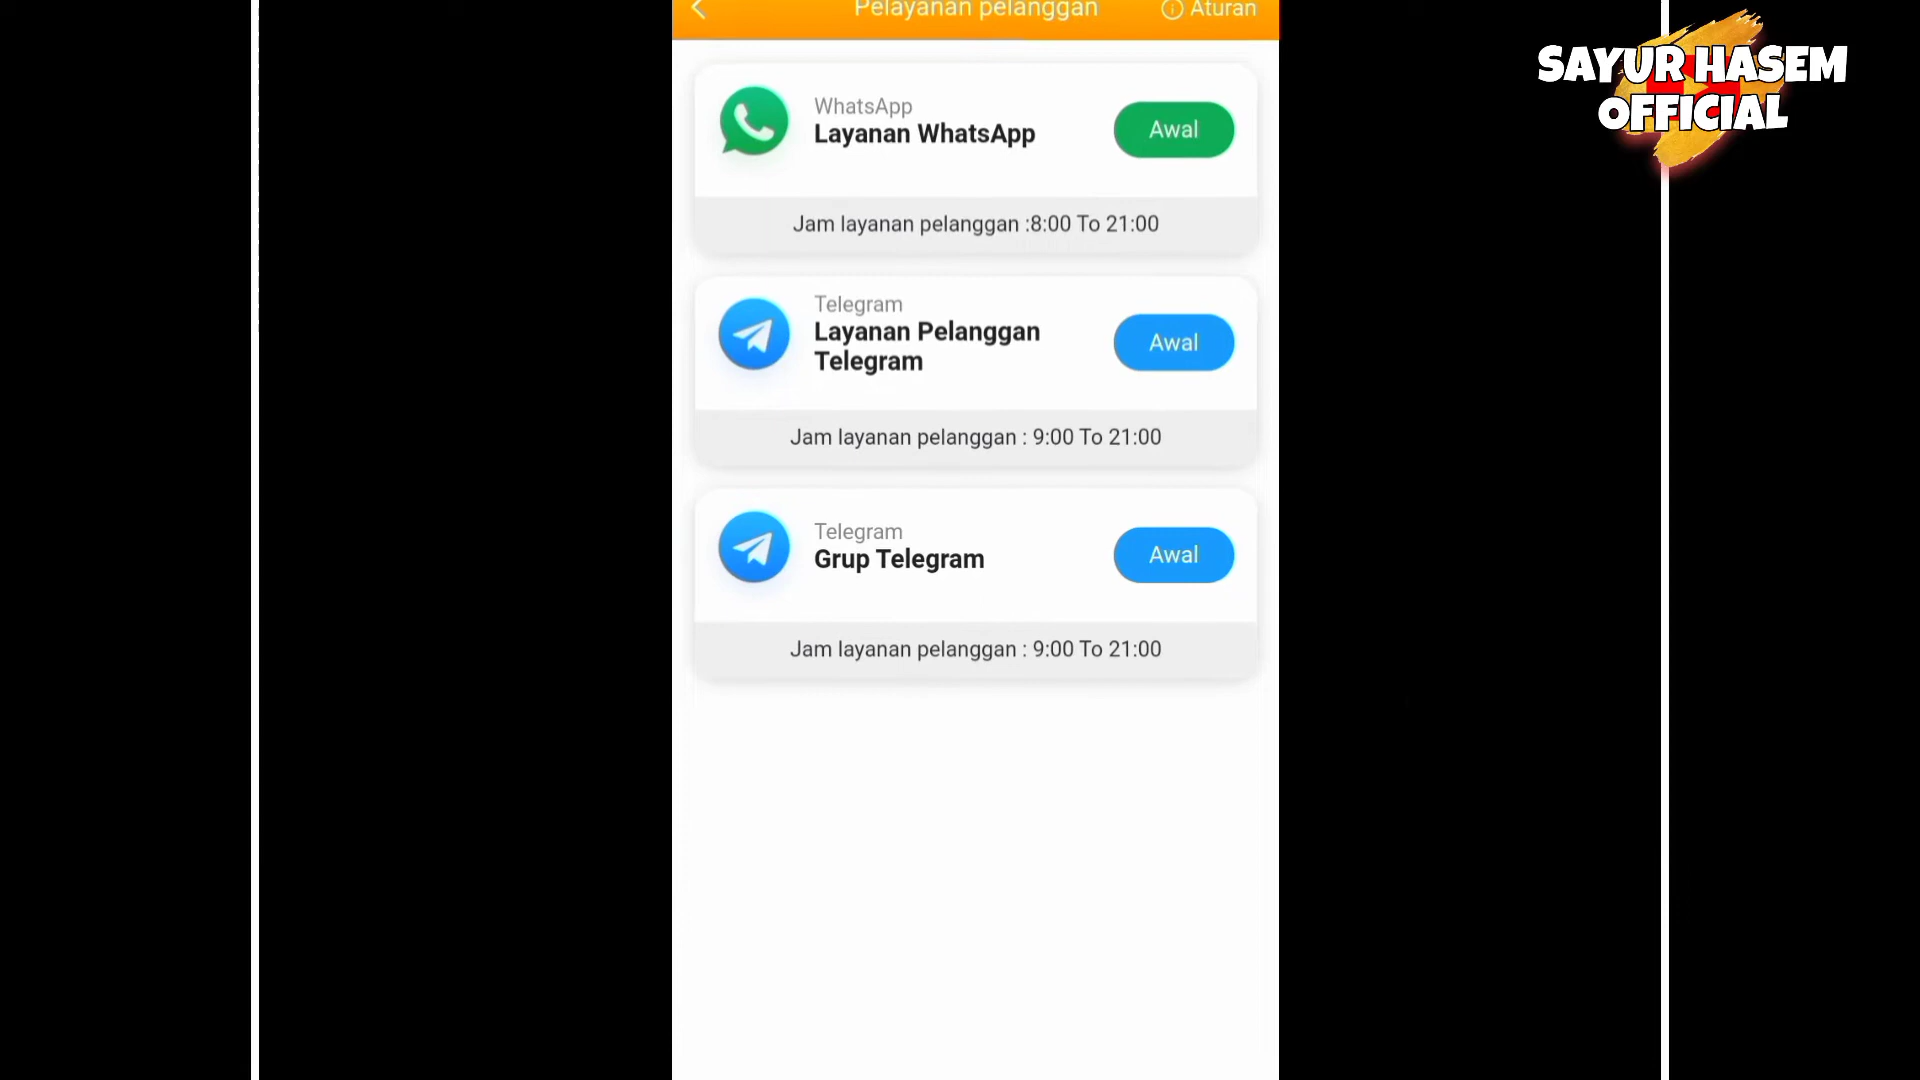 Pelayanan pelanggan
Aturan
SAYUR HASEM
OFFICIAL
WhatsApp
Layanan WhatsApp
Awal
Jam layanan pelanggan :8:00 To 21:00
Telegram
Layanan Pelanggan
Telegram
Awal
Jam layanan pelanggan : 9:00 To 21:00
Telegram
Grup Telegram
Awal
Jam layanan pelanggan : 9:00 To 21:00